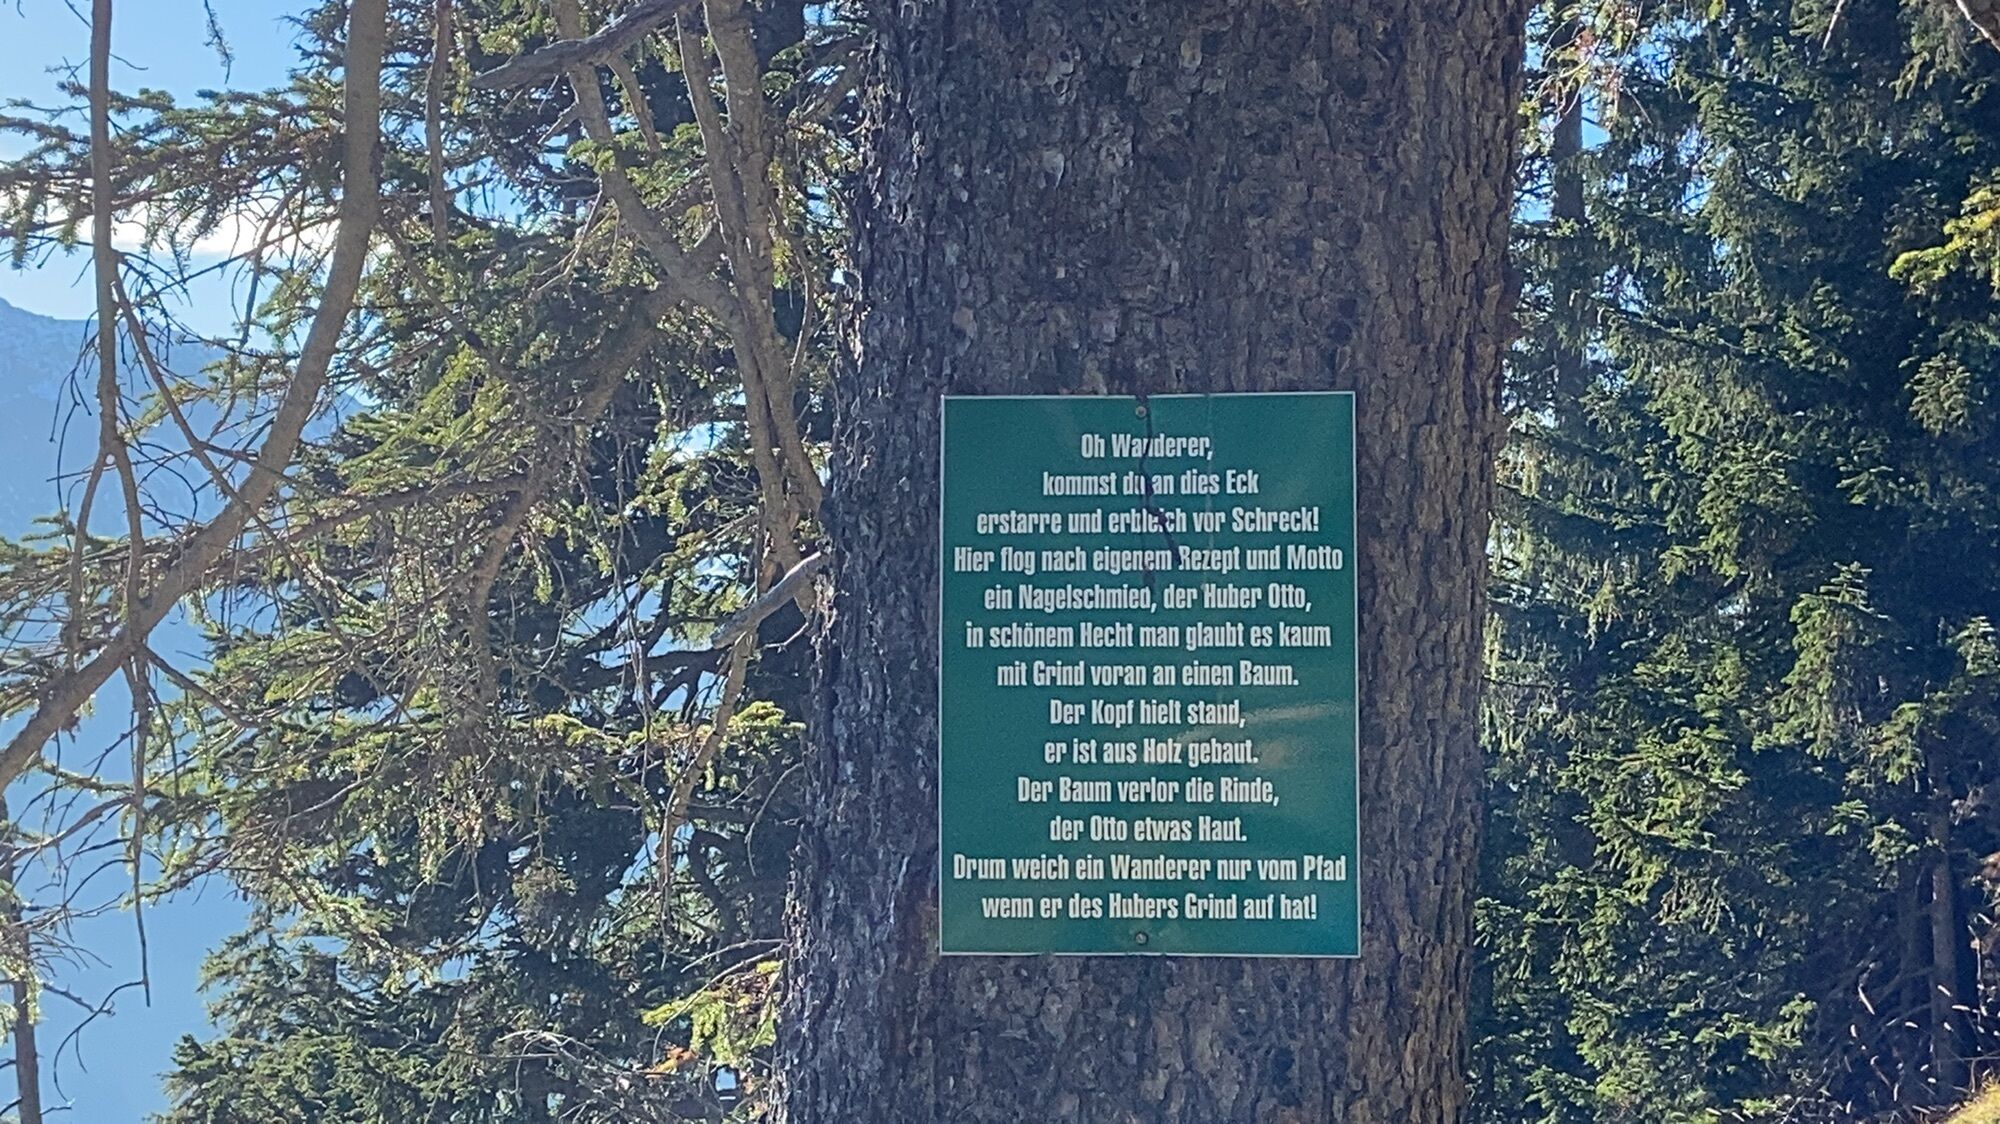 Oh Wanderer,
kommst du an dies Eck
erstarre und erbleich vor Schreck!
Hier flog nach eigenem Rezept und Motto
ein Nagelschmied, der Huber Otto,
in schönem Hecht man glaubt es kaum
mit Grind voran an einen Baum.
Der Kopf hielt stand,
er ist aus Holz gebaut.
Der Baum verlor die Rinde,
der Otto etwas Haut.
Drum weich ein Wanderer nur vom Pfad
wenn er des Hubers Grind auf hat!